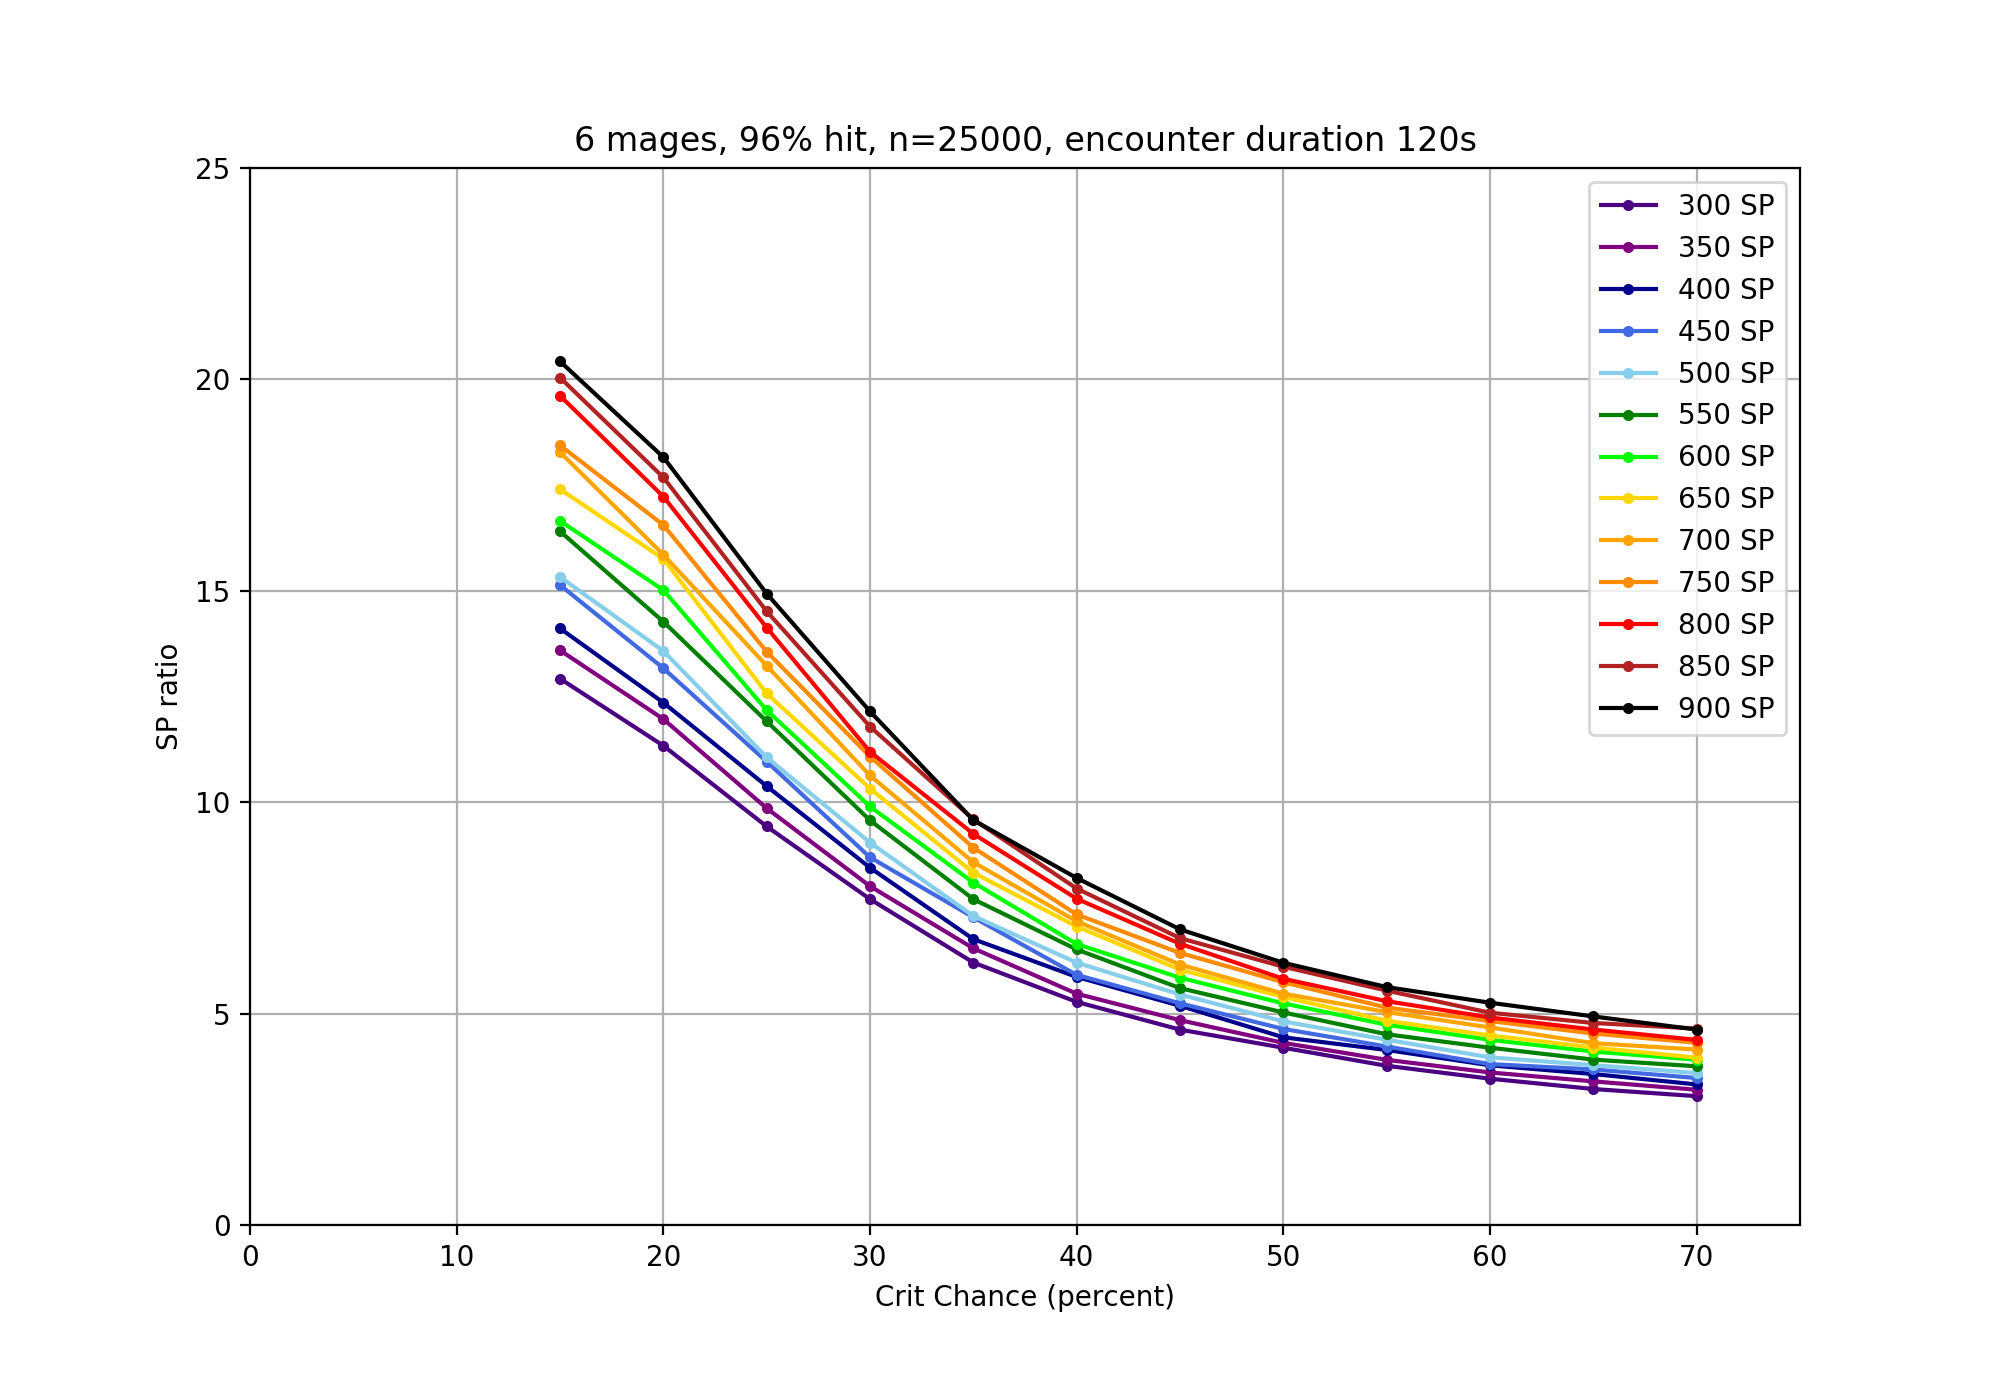 6 mages, 96% hit, n=25000, encounter duration 120s
25
20
15
10
5
0
SP ratio
0 10 20 30 40 50 60 70
Crit Chance (percent)
300 SP
350 SP
400 SP
450 SP
500 SP
550 SP
600 SP
650 SP
700 SP
750 SP
800 SP
850 SP
900 SP